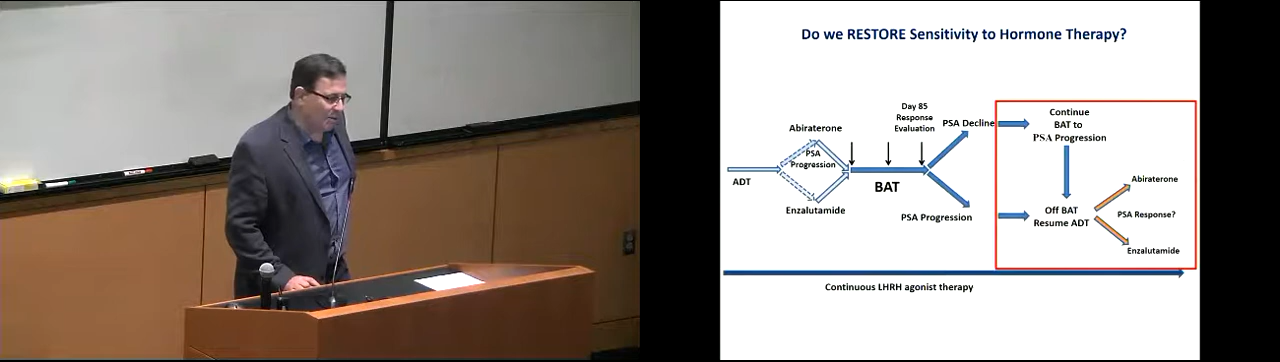 Do we RESTORE Sensitivity to Hormone Therapy?
ADT
Abiraterone
PSA
Progression
Enzalutamide
BAT
Day 85
Response
Evaluation
PSA Decline
PSA Progression
Continue
BAT to
PSA Progression
Off BAT
Resume ADT
Abiraterone
PSA Response?
Enzalutamide
Continuous LHRH agonist therapy